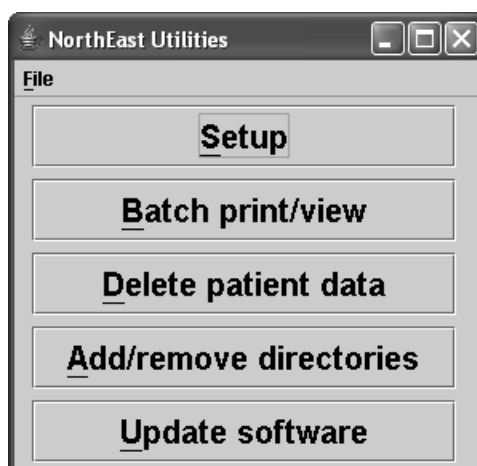 NorthEast Utilities
File
Setup
Batch print/view
Delete patient data
Add/remove directories
Update software